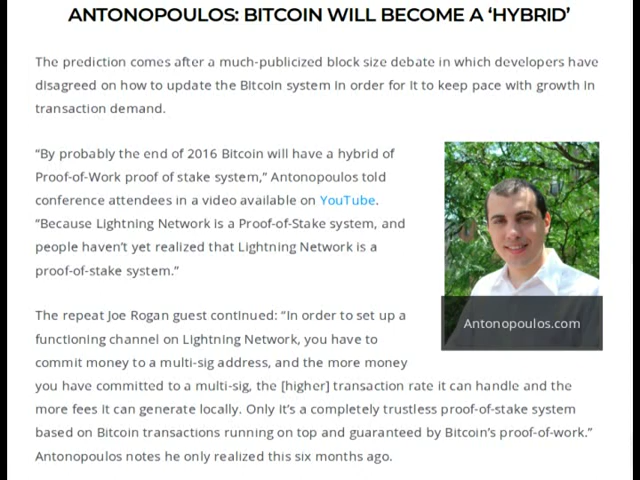 ANTONOPOULOS: BITCOIN WILL BECOME A ‘HYBRID’
The prediction comes after a much-publicized block size debate in which developers have
disagreed on how to update the Bitcoin system in order for it to keep pace with growth in
transaction demand.
“By probably the end of 2016 Bitcoin will have a hybrid of
Proof-of-Work proof of stake system,” Antonopoulos told
conference attendees in a video available on YouTube.
“Because Lightning Network is a Proof-of-Stake system, and
people haven’t yet realized that Lightning Network is a
proof-of-stake system.”
Antonopoulos.com
The repeat Joe Rogan guest continued: “In order to set up a
functioning channel on Lightning Network, you have to
commit money to a multi-sig address, and the more money
you have committed to a multi-sig, the [higher] transaction rate it can handle and the
more fees it can generate locally. Only it’s a completely trustless proof-of-stake system
based on Bitcoin transactions running on top and guaranteed by Bitcoin’s proof-of-work.”
Antonopoulos notes he only realized this six months ago.